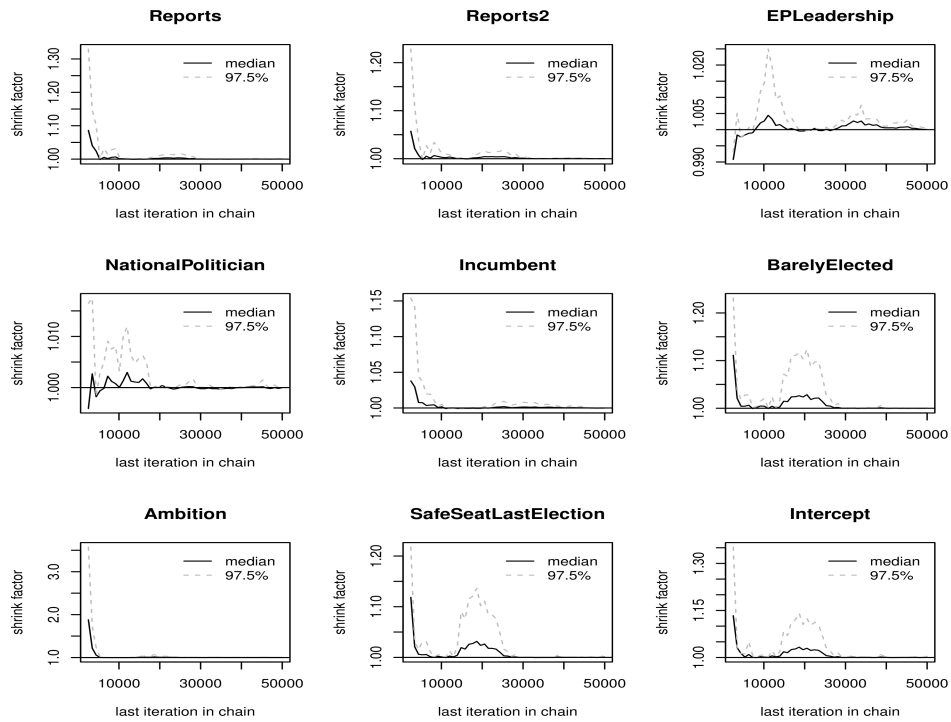 Reports
shrink factor
1.00 1.10 1.20 1.30
median
97.5%
10000 30000 50000
last iteration in chain
Reports2
shrink factor
1.00 1.10 1.20
median
97.5%
10000 30000 50000
last iteration in chain
EPLeadership
shrink factor
0.990 1.005 1.020
median
97.5%
10000 30000 50000
last iteration in chain
NationalPolitician
shrink factor
1.000 1.010
median
97.5%
10000 30000 50000
last iteration in chain
Incumbent
shrink factor
1.00 1.05 1.10 1.15
median
97.5%
10000 30000 50000
last iteration in chain
BarelyElected
shrink factor
1.00 1.10 1.20
median
97.5%
10000 30000 50000
last iteration in chain
Ambition
shrink factor
1.0 2.0 3.0
median
97.5%
10000 30000 50000
last iteration in chain
SafeSeatLastElection
shrink factor
1.00 1.10 1.20
median
97.5%
10000 30000 50000
last iteration in chain
Intercept
shrink factor
1.00 1.15 1.30
median
97.5%
10000 30000 50000
last iteration in chain